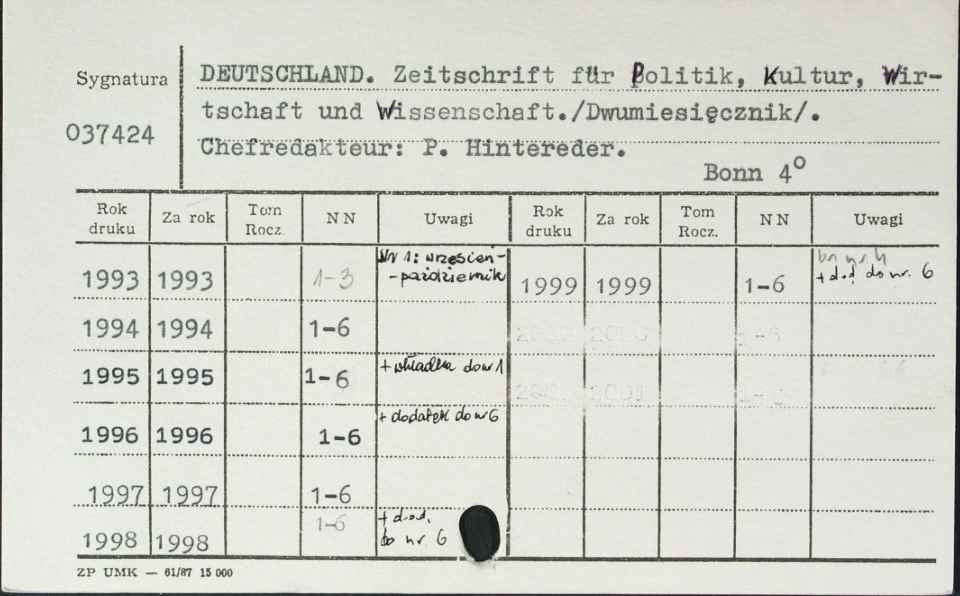 Sygnatura
037424
DEUTSCHLAND. Zeitschrift für Politik, Kultur, Wir-
tschaft und Wissenschaft./Dwumiesięcznik/.
Chefredakteur: P. Hintereder.
Bonn 4°
Rok druku Za rok Tom Rocz. NN Uwagi Rok druku Za rok Tom Rocz. NN Uwagi
1993 1993 1-3 Nr 1: wrzesień-
-październik 1999 1999 1-6 + dod. do nr. 6
1994 1994 1-6
1995 1995 1-6 + wkładka do nr 1
1996 1996 1-6 + dodatek do nr 6
1997 1997 1-6
1998 1998 1-6 + dod.
do nr. 6
ZP UMK — 61/87 15 000